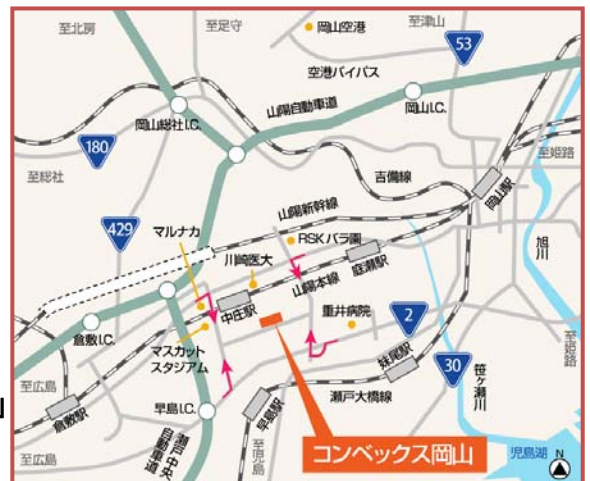 至北房
至足守
岡山空港
至津山
53
空港バイパス
山陽自動車道
岡山総社I.C.
岡山I.C.
180
至総社
吉備線
至姫路
岡山駅
山陽新幹線
429
マルナカ
RSKバラ園
川崎医大
山陽本線
庭瀬駅
旭川
中庄駅
重井病院
2
倉敷I.C.
マスカット
スタジアム
妹尾駅
30
笹ヶ瀬川
至姫路
至広島
倉敷駅
早島I.C.
早島駅
瀬戸大橋線
至広島
瀬戸中央
自動車道
至児島
コンベックス岡山
児島湖
N